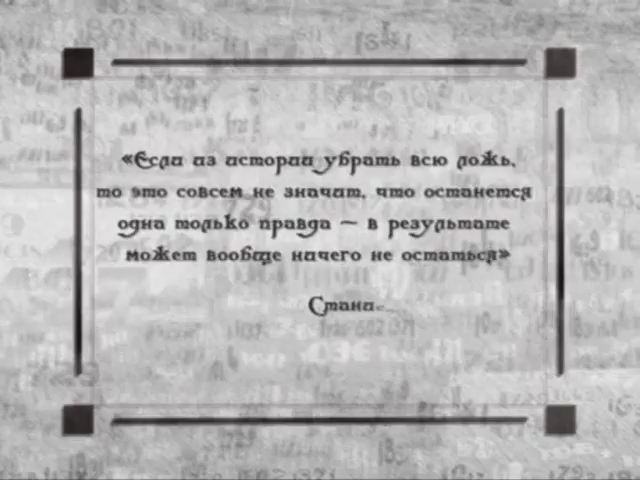 «Если из истории убрать всю ложь,
то это совсем не значит, что останется
одна только правда — в результате
может вообще ничего не остаться»
Стани